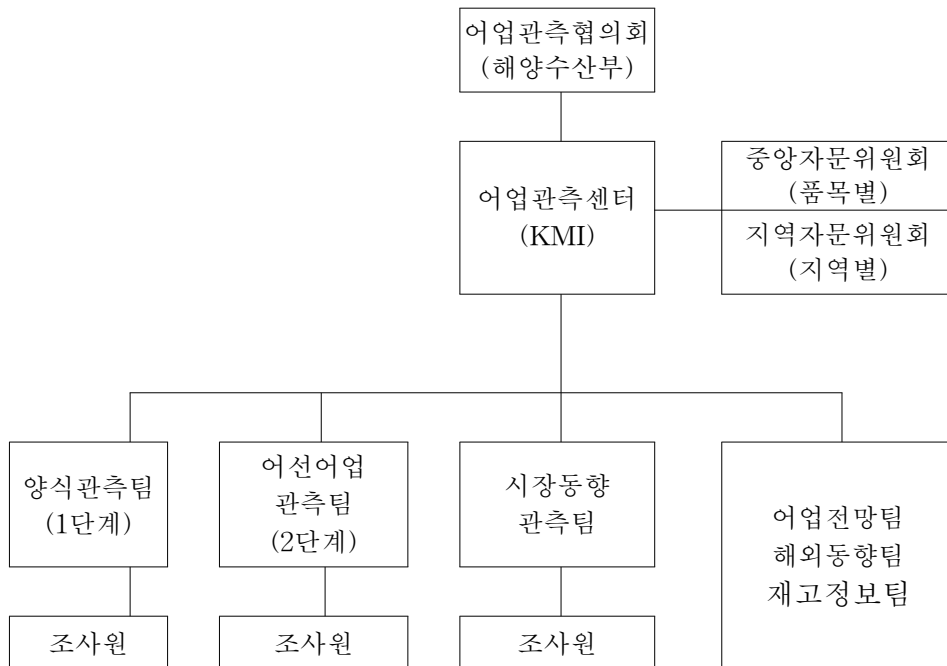 어업관측협의회
(해양수산부)
어업관측센터
(KMI)
중앙자문위원회
(품목별)
지역자문위원회
(지역별)
양식관측팀
(1단계)
어선어업
관측팀
(2단계)
시장동향
관측팀
어업전망팀
해외동향팀
재고정보팀
조사원
조사원
조사원